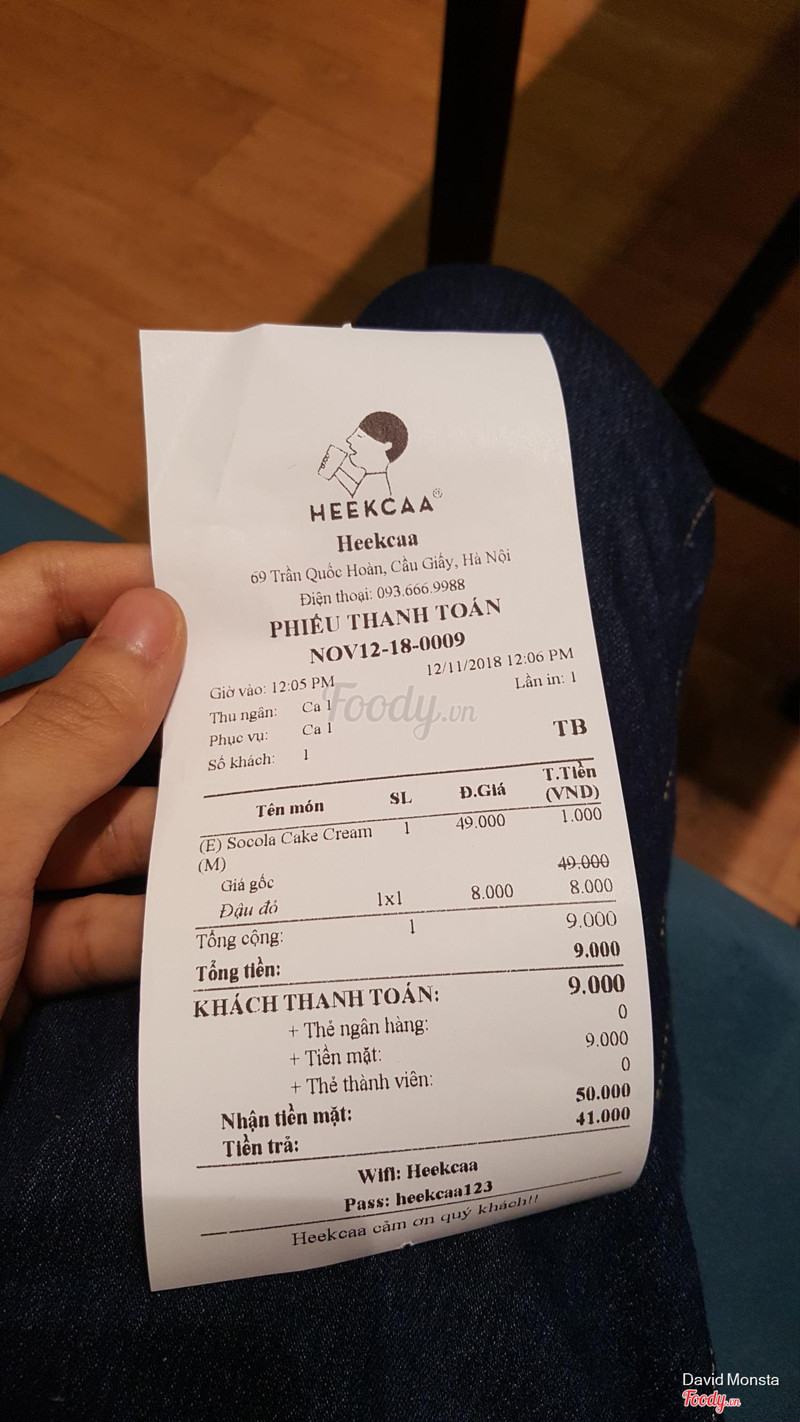 HEEKCAA®
Heekcaa
69 Trần Quốc Hoàn, Cầu Giấy, Hà Nội
Điện thoại: 093.666.9988
PHIẾU THANH TOÁN
NOV12-18-0009
Giờ vào: 12:05 PM 12/11/2018 12:06 PM
Thu ngân: Ca 1 Lần in: 1
Phục vụ: Ca 1
Số khách: 1 TB
Tên món SL Đ.Giá T.Tiền (VND)
(E) Socola Cake Cream 1 49.000 1.000
(M)
Giá gốc 49.000
Đậu đỏ 1x1 8.000 8.000
Tổng cộng: 1 9.000
Tổng tiền: 9.000
KHÁCH THANH TOÁN: 9.000
+ Thẻ ngân hàng: 0
+ Tiền mặt: 9.000
+ Thẻ thành viên: 0
Nhận tiền mặt: 50.000
Tiền trả: 41.000
Wifi: Heekcaa
Pass: heekcaa123
Heekcaa cảm ơn quý khách!!
Foody.vn
David Monsta
Foody.vn